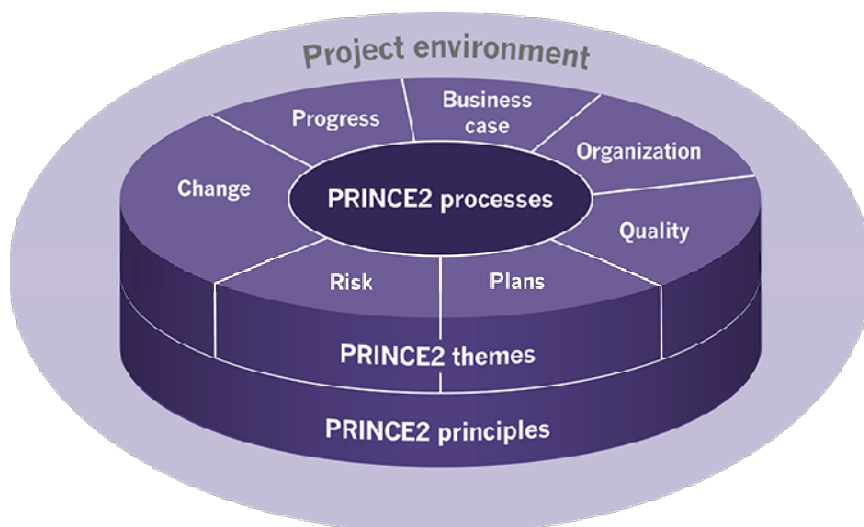 Project environment
Progress
Business
case
Organization
Change
PRINCE2 processes
Quality
Risk
Plans
PRINCE2 themes
PRINCE2 principles